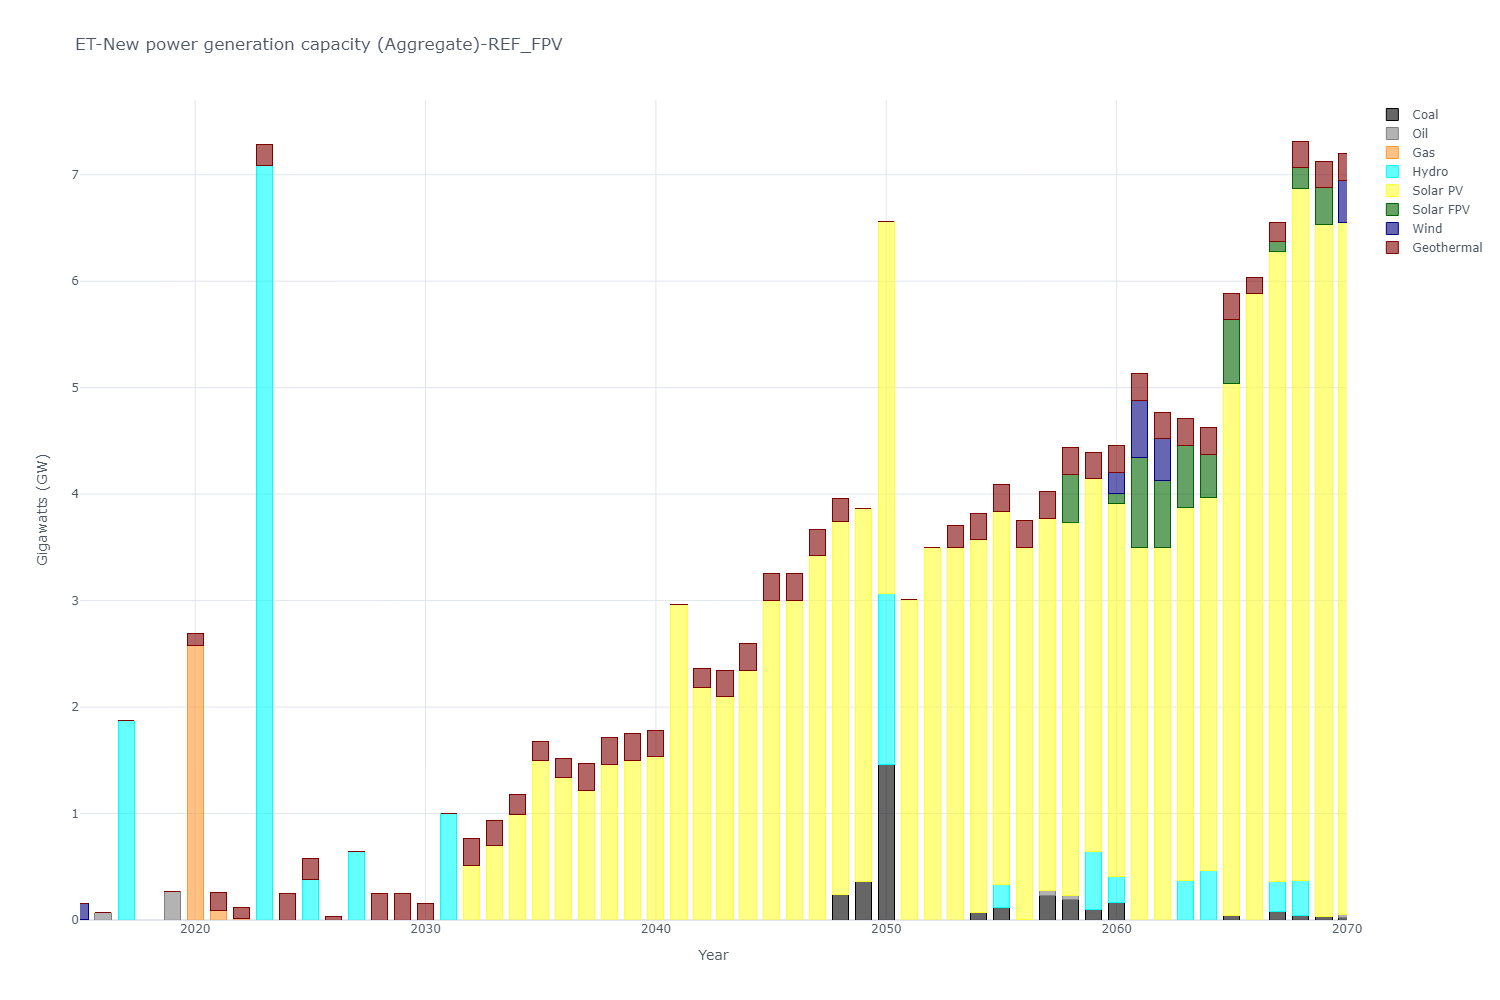 ET-New power generation capacity (Aggregate)-REF_FPV
Coal
Oil
Gas
Hydro
Solar PV
Solar FPV
Wind
Geothermal
7
6
5
4
3
2
1
0
Gigawatts (GW)
2020
2030
2040
2050
2060
2070
Year